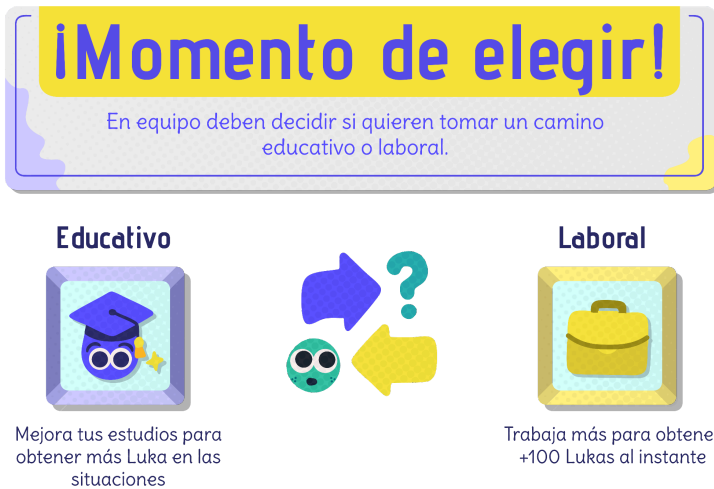 ¡Momento de elegir!
En equipo deben decidir si quieren tomar un camino
educativo o laboral.
Educativo
Mejora tus estudios para
obtener más Luka en las
situaciones
?
Laboral
Trabaja más para obtene
+100 Lukas al instante